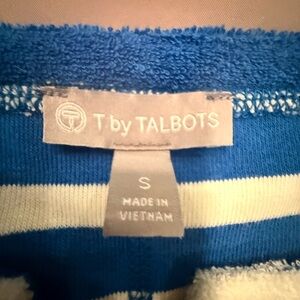 T by TALBOTS
S
MADE IN
VIETNAM